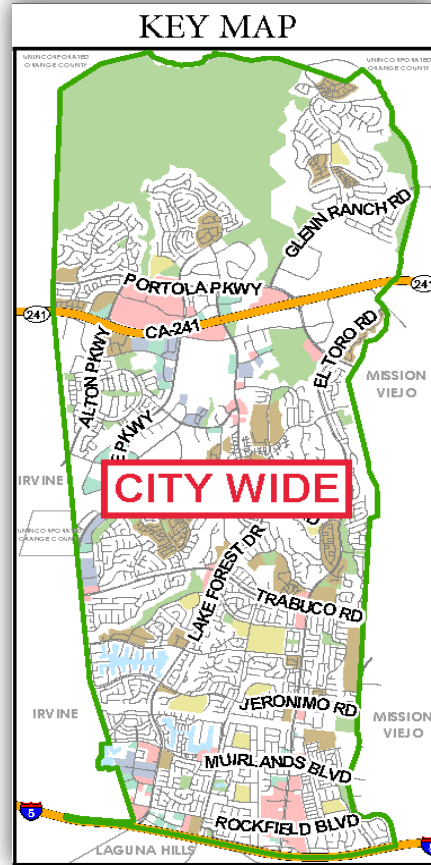 KEY MAP
UNINCORPORATED
ORANGE COUNTY
UNINCORPORATED
ORANGE COUNTY
GLENN RANCH RD
PORTOLA PKWY
241
241
CA-241
ALTON PKWY
EL TORO RD
MISSION
VIEJO
E PKWY
IRVINE
CITY WIDE
UNINCORPORATED
ORANGE COUNTY
LAKE FOREST DR
TRABUCO RD
IRVINE
JERONIMO RD
MISSION
VIEJO
MUIRLANDS BLVD
5
ROCKFIELD BLVD
LAGUNA HILLS